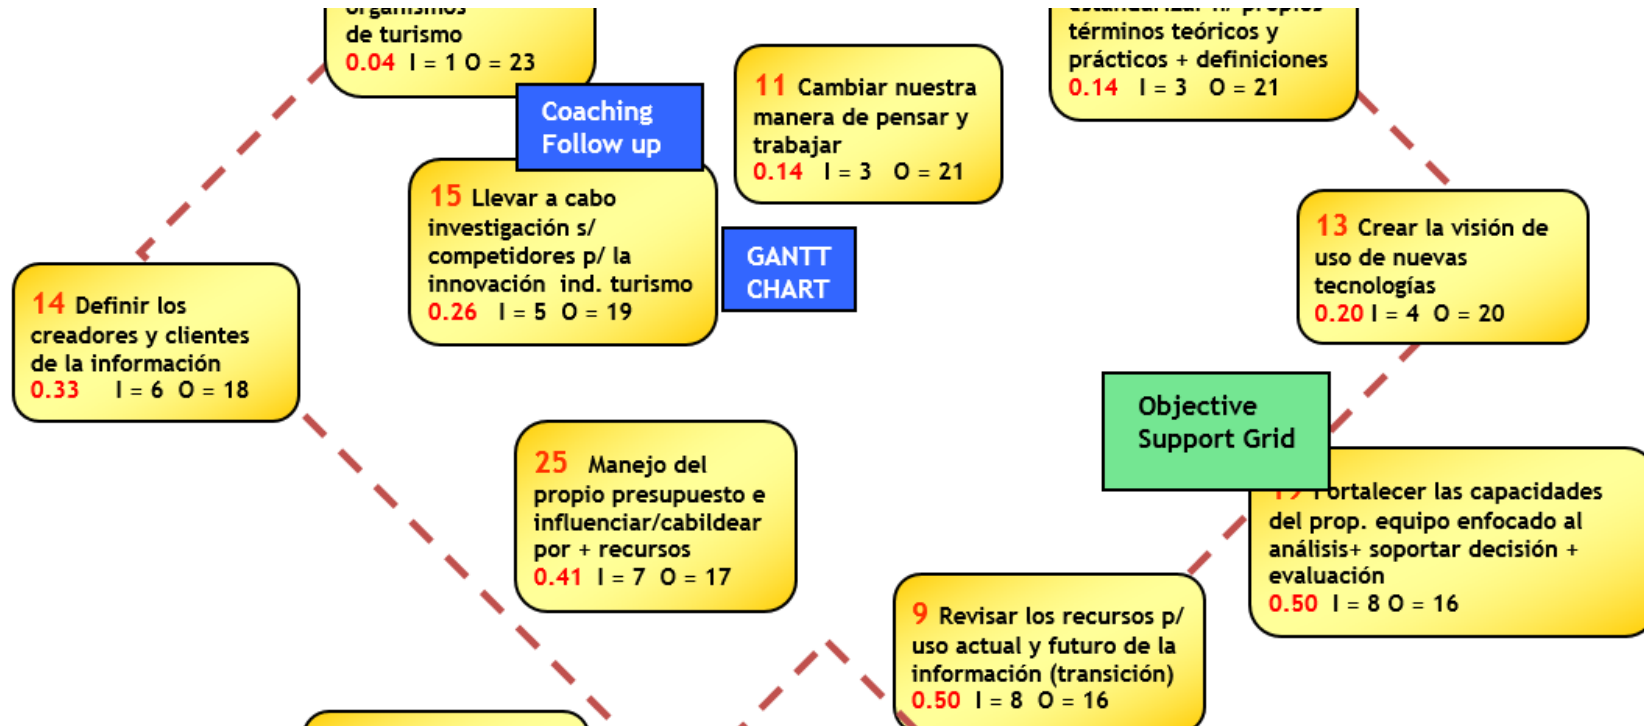 organismos
de turismo
0.04 I = 1 O = 23
Coaching
Follow up
11 Cambiar nuestra
manera de pensar y
trabajar
0.14 I = 3 O = 21
términos teóricos y
prácticos + definiciones
0.14 I = 3 O = 21
15 Llevar a cabo
investigación s/
competidores p/ la
innovación ind. turismo
0.26 I = 5 O = 19
GANTT
CHART
13 Crear la visión de
uso de nuevas
tecnologías
0.20 I = 4 O = 20
14 Definir los
creadores y clientes
de la información
0.33 I = 6 O = 18
Objective
Support Grid
25 Manejo del
propio presupuesto e
influenciar/cabildear
por + recursos
0.41 I = 7 O = 17
19 Fortalecer las capacidades
del prop. equipo enfocado al
análisis+ soportar decisión +
evaluación
0.50 I = 8 O = 16
9 Revisar los recursos p/
uso actual y futuro de la
información (transición)
0.50 I = 8 O = 16